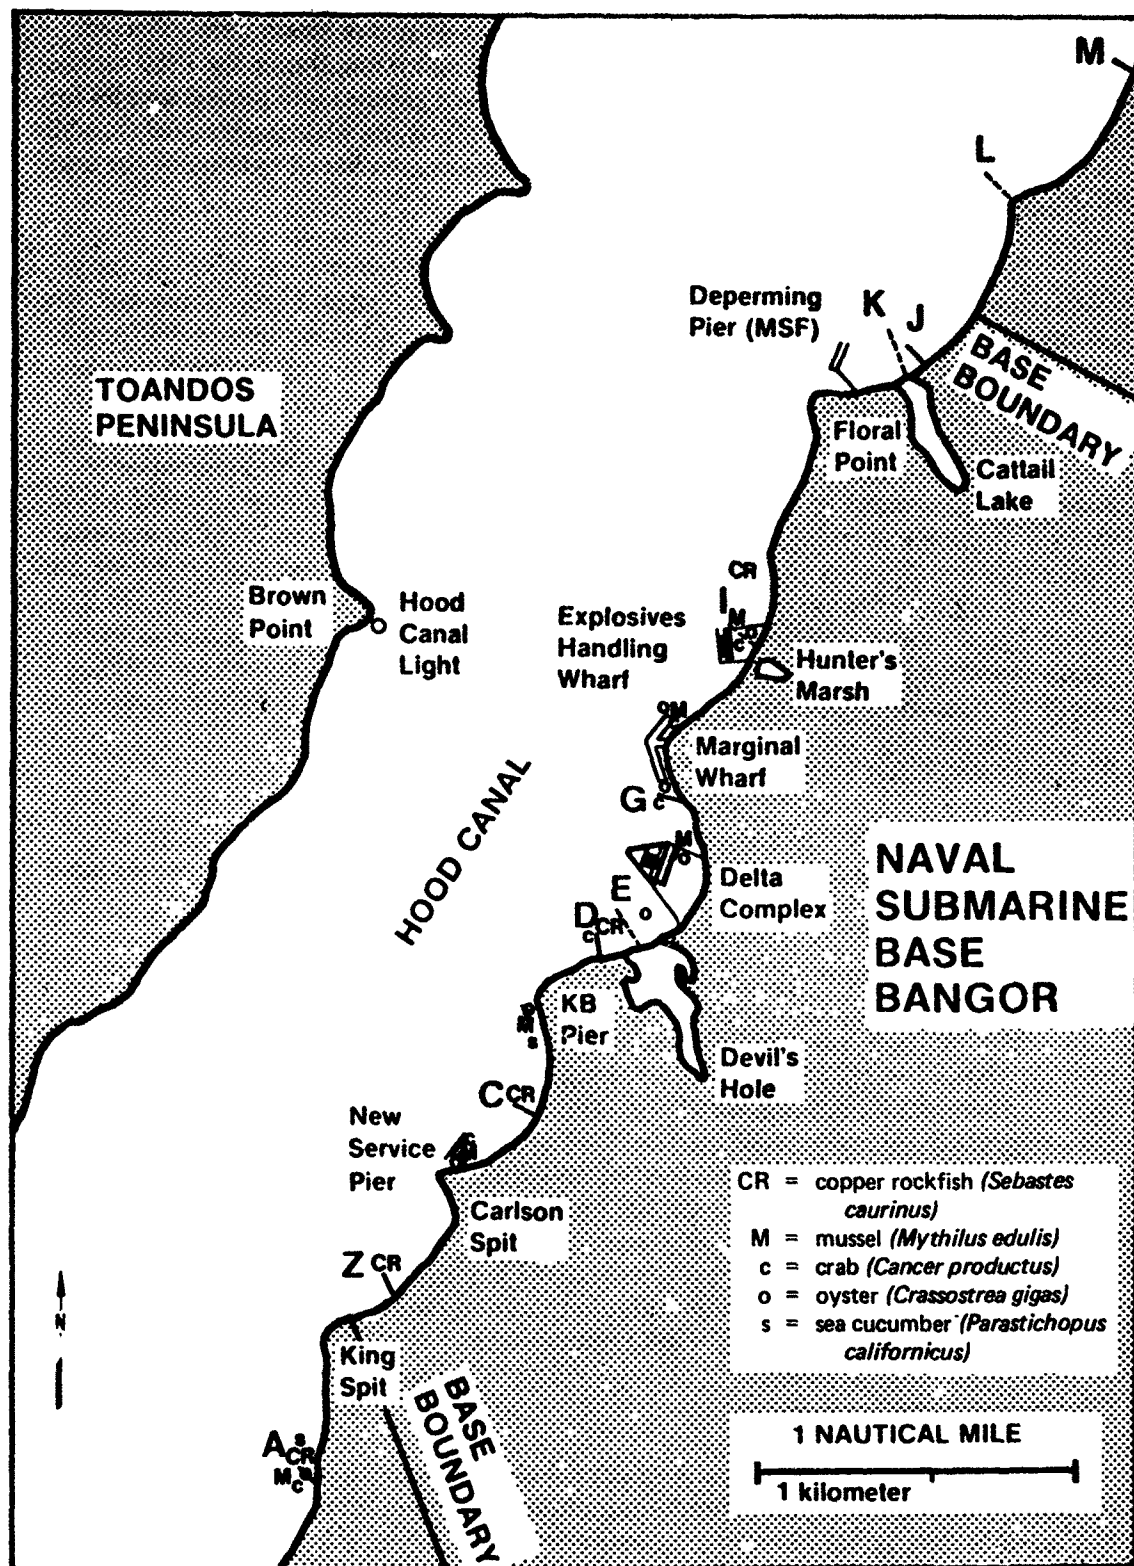 M
L
Deperming
Pier (MSF)
K
J
BASE
BOUNDARY
TOANDOS
PENINSULA
Floral
Point
Cattail
Lake
CR
Brown
Point
Hood
Canal
Light
I
M
o
c
Explosives
Handling
Wharf
Hunter's
Marsh
o M
Marginal
Wharf
o
G c
HOOD CANAL
M
o
Delta
Complex
NAVAL
SUBMARINE
BASE
BANGOR
E
o
D CR
c
KB
Pier
M
s
Devil's
Hole
C CR
New
Service
Pier
Carlson
Spit
Z CR
N
King
Spit
BASE
BOUNDARY
s
A CR
M
c
CR = copper rockfish (Sebastes
caurinus)
M = mussel (Mythilus edulis)
c = crab (Cancer productus)
o = oyster (Crassostrea gigas)
s = sea cucumber (Parastichopus
californicus)
1 NAUTICAL MILE
1 kilometer